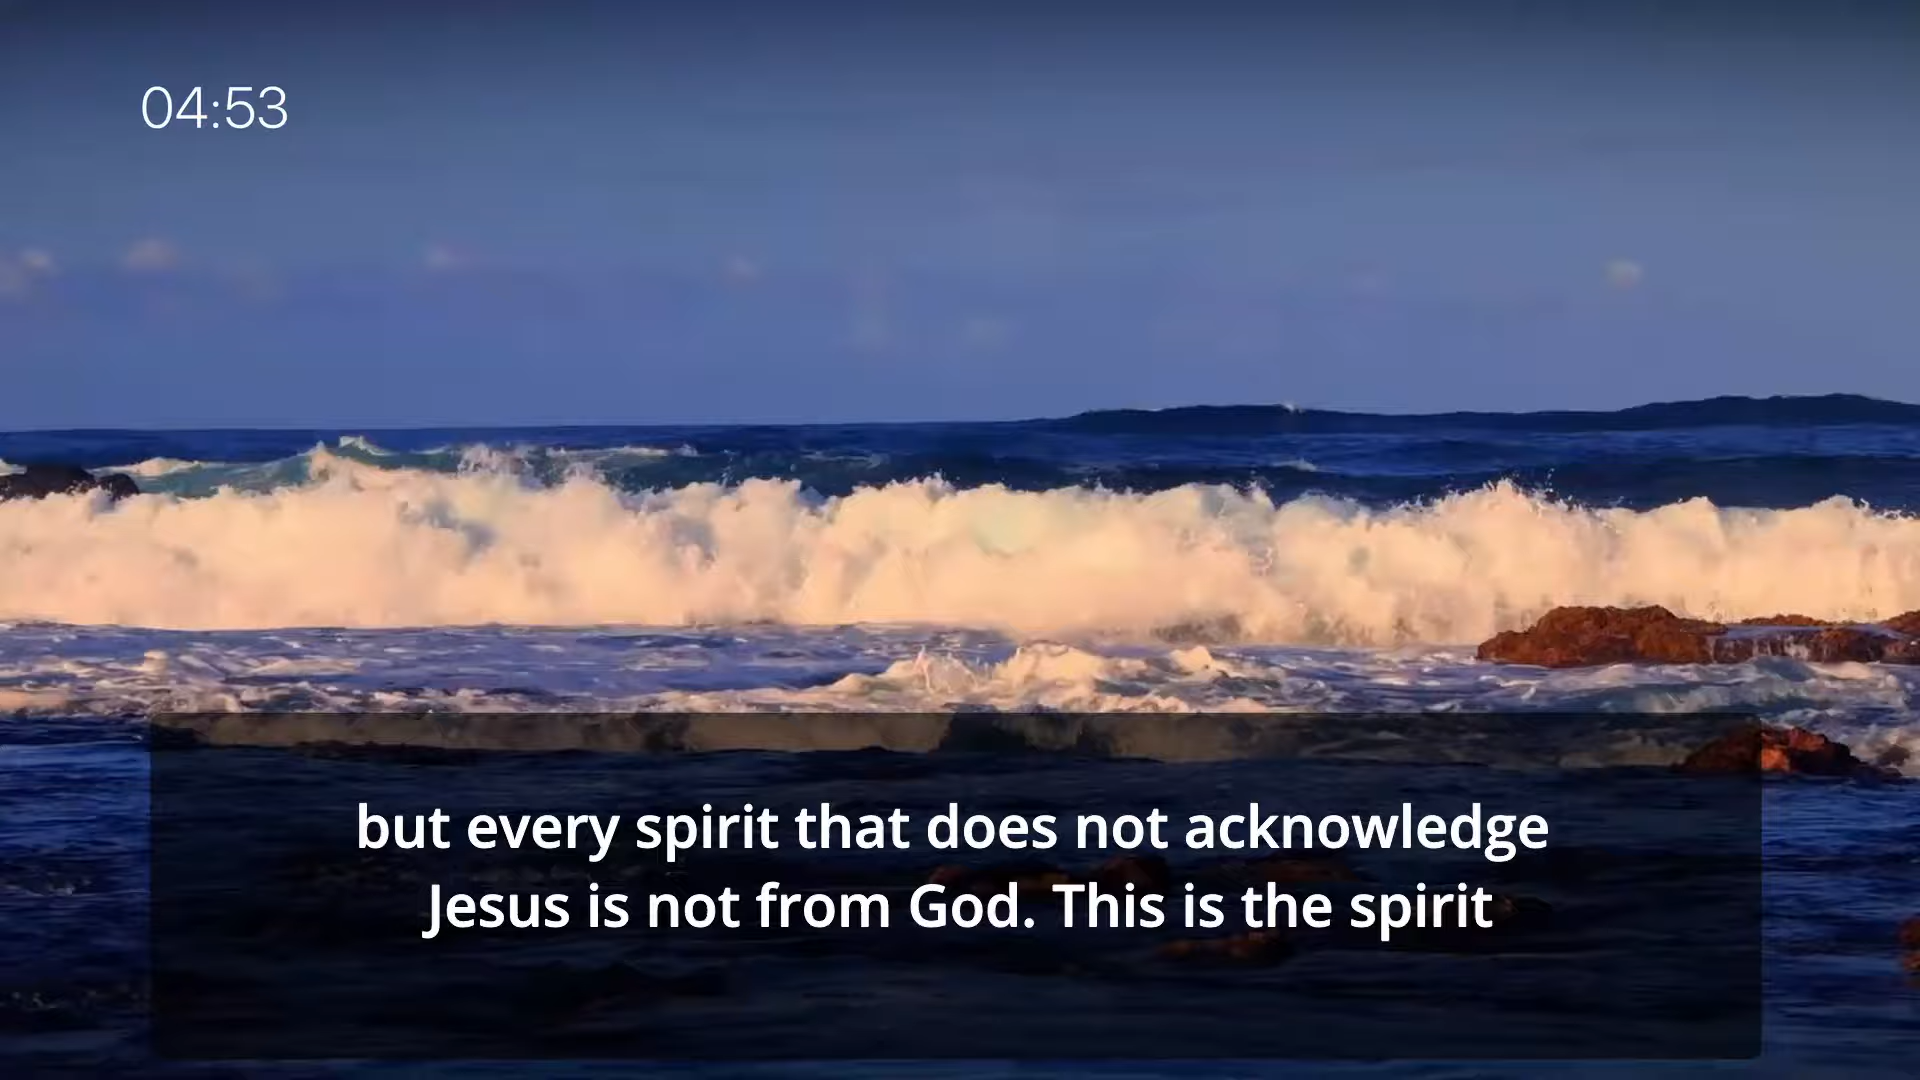 04:53
but every spirit that does not acknowledge
Jesus is not from God. This is the spirit